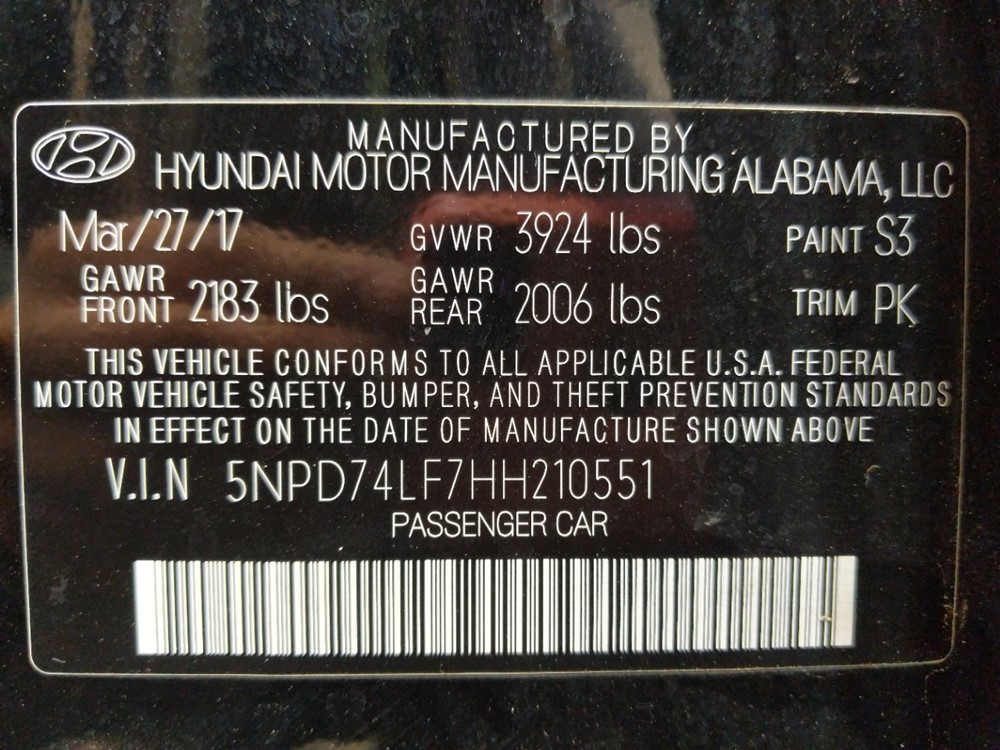 MANUFACTURED BY
HYUNDAI MOTOR MANUFACTURING ALABAMA, LLC
Mar/27/17 GVWR 3924 lbs PAINT S3
GAWR FRONT 2183 lbs GAWR REAR 2006 lbs TRIM PK
THIS VEHICLE CONFORMS TO ALL APPLICABLE U.S.A. FEDERAL
MOTOR VEHICLE SAFETY, BUMPER, AND THEFT PREVENTION STANDARDS
IN EFFECT ON THE DATE OF MANUFACTURE SHOWN ABOVE
V.I.N 5NPD74LF7HH210551
PASSENGER CAR